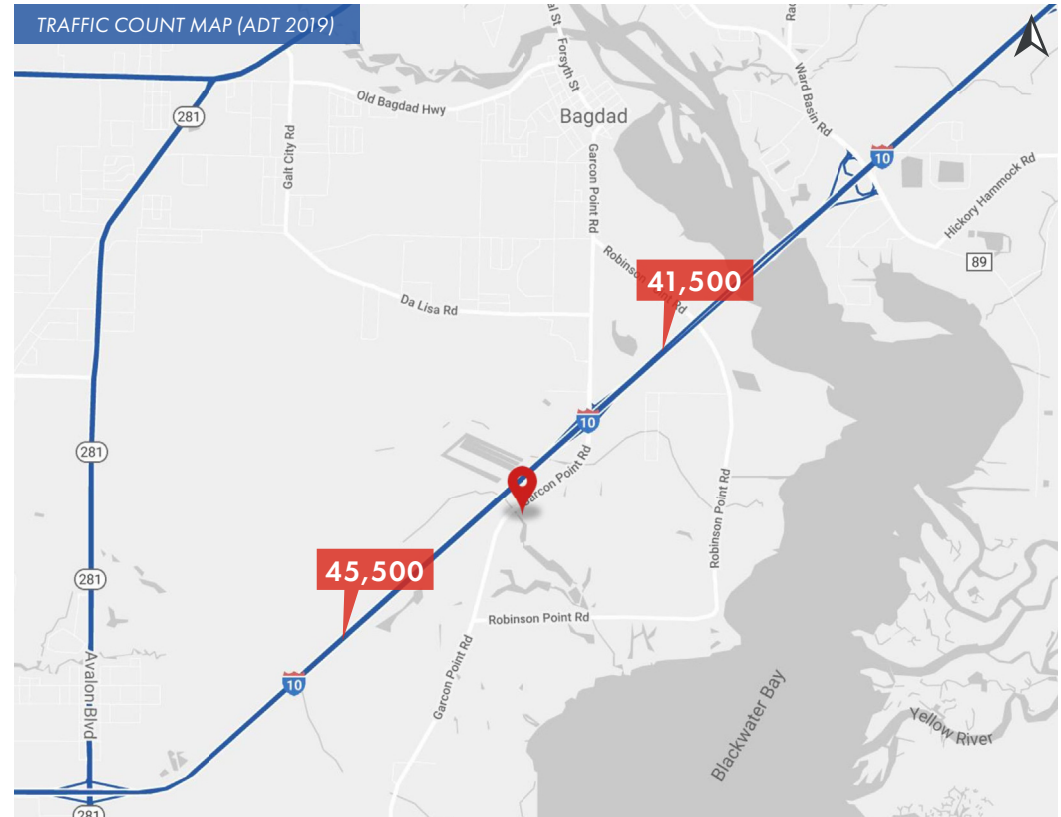 TRAFFIC COUNT MAP (ADT 2019)
al St
Forsyth St
Old Bagdad Hwy
281
Galt City Rd
Bagdad
Garcon Point Rd
Ward Basin Rd
10
Hickory Hammock Rd
89
Robinson Point Rd
41,500
Da Lisa Rd
10
281
Garcon Point Rd
Robinson Point Rd
45,500
281
Robinson Point Rd
Avalon Blvd
Garcon Point Rd
10
Blackwater Bay
Yellow River
281